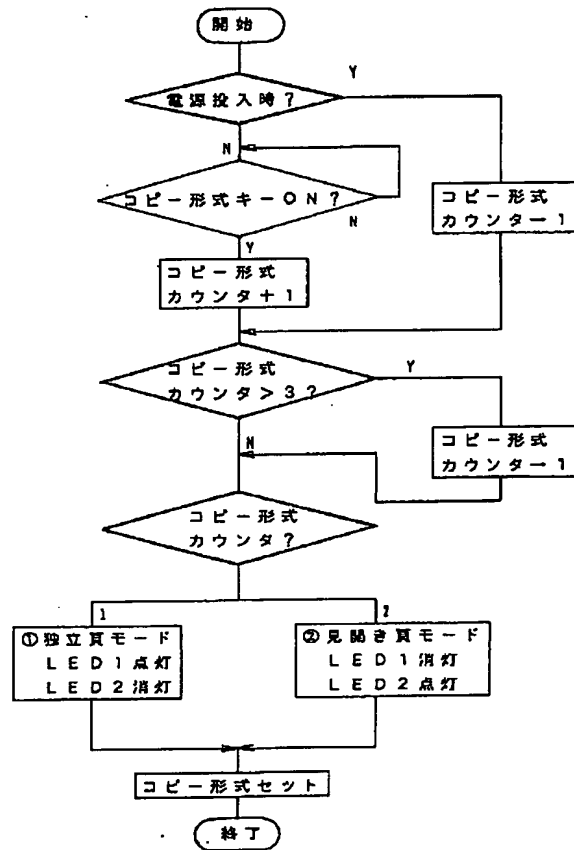 開始
Y
電源投入時?
N
コピー形式キーON?
N
コピー形式
カウンタ←1
Y
コピー形式
カウンタ+1
コピー形式
カウンタ>3?
Y
コピー形式
カウンタ←1
N
コピー形式
カウンタ?
1
2
①独立頁モード
LED1点灯
LED2消灯
②見開き頁モード
LED1消灯
LED2点灯
コピー形式セット
終了